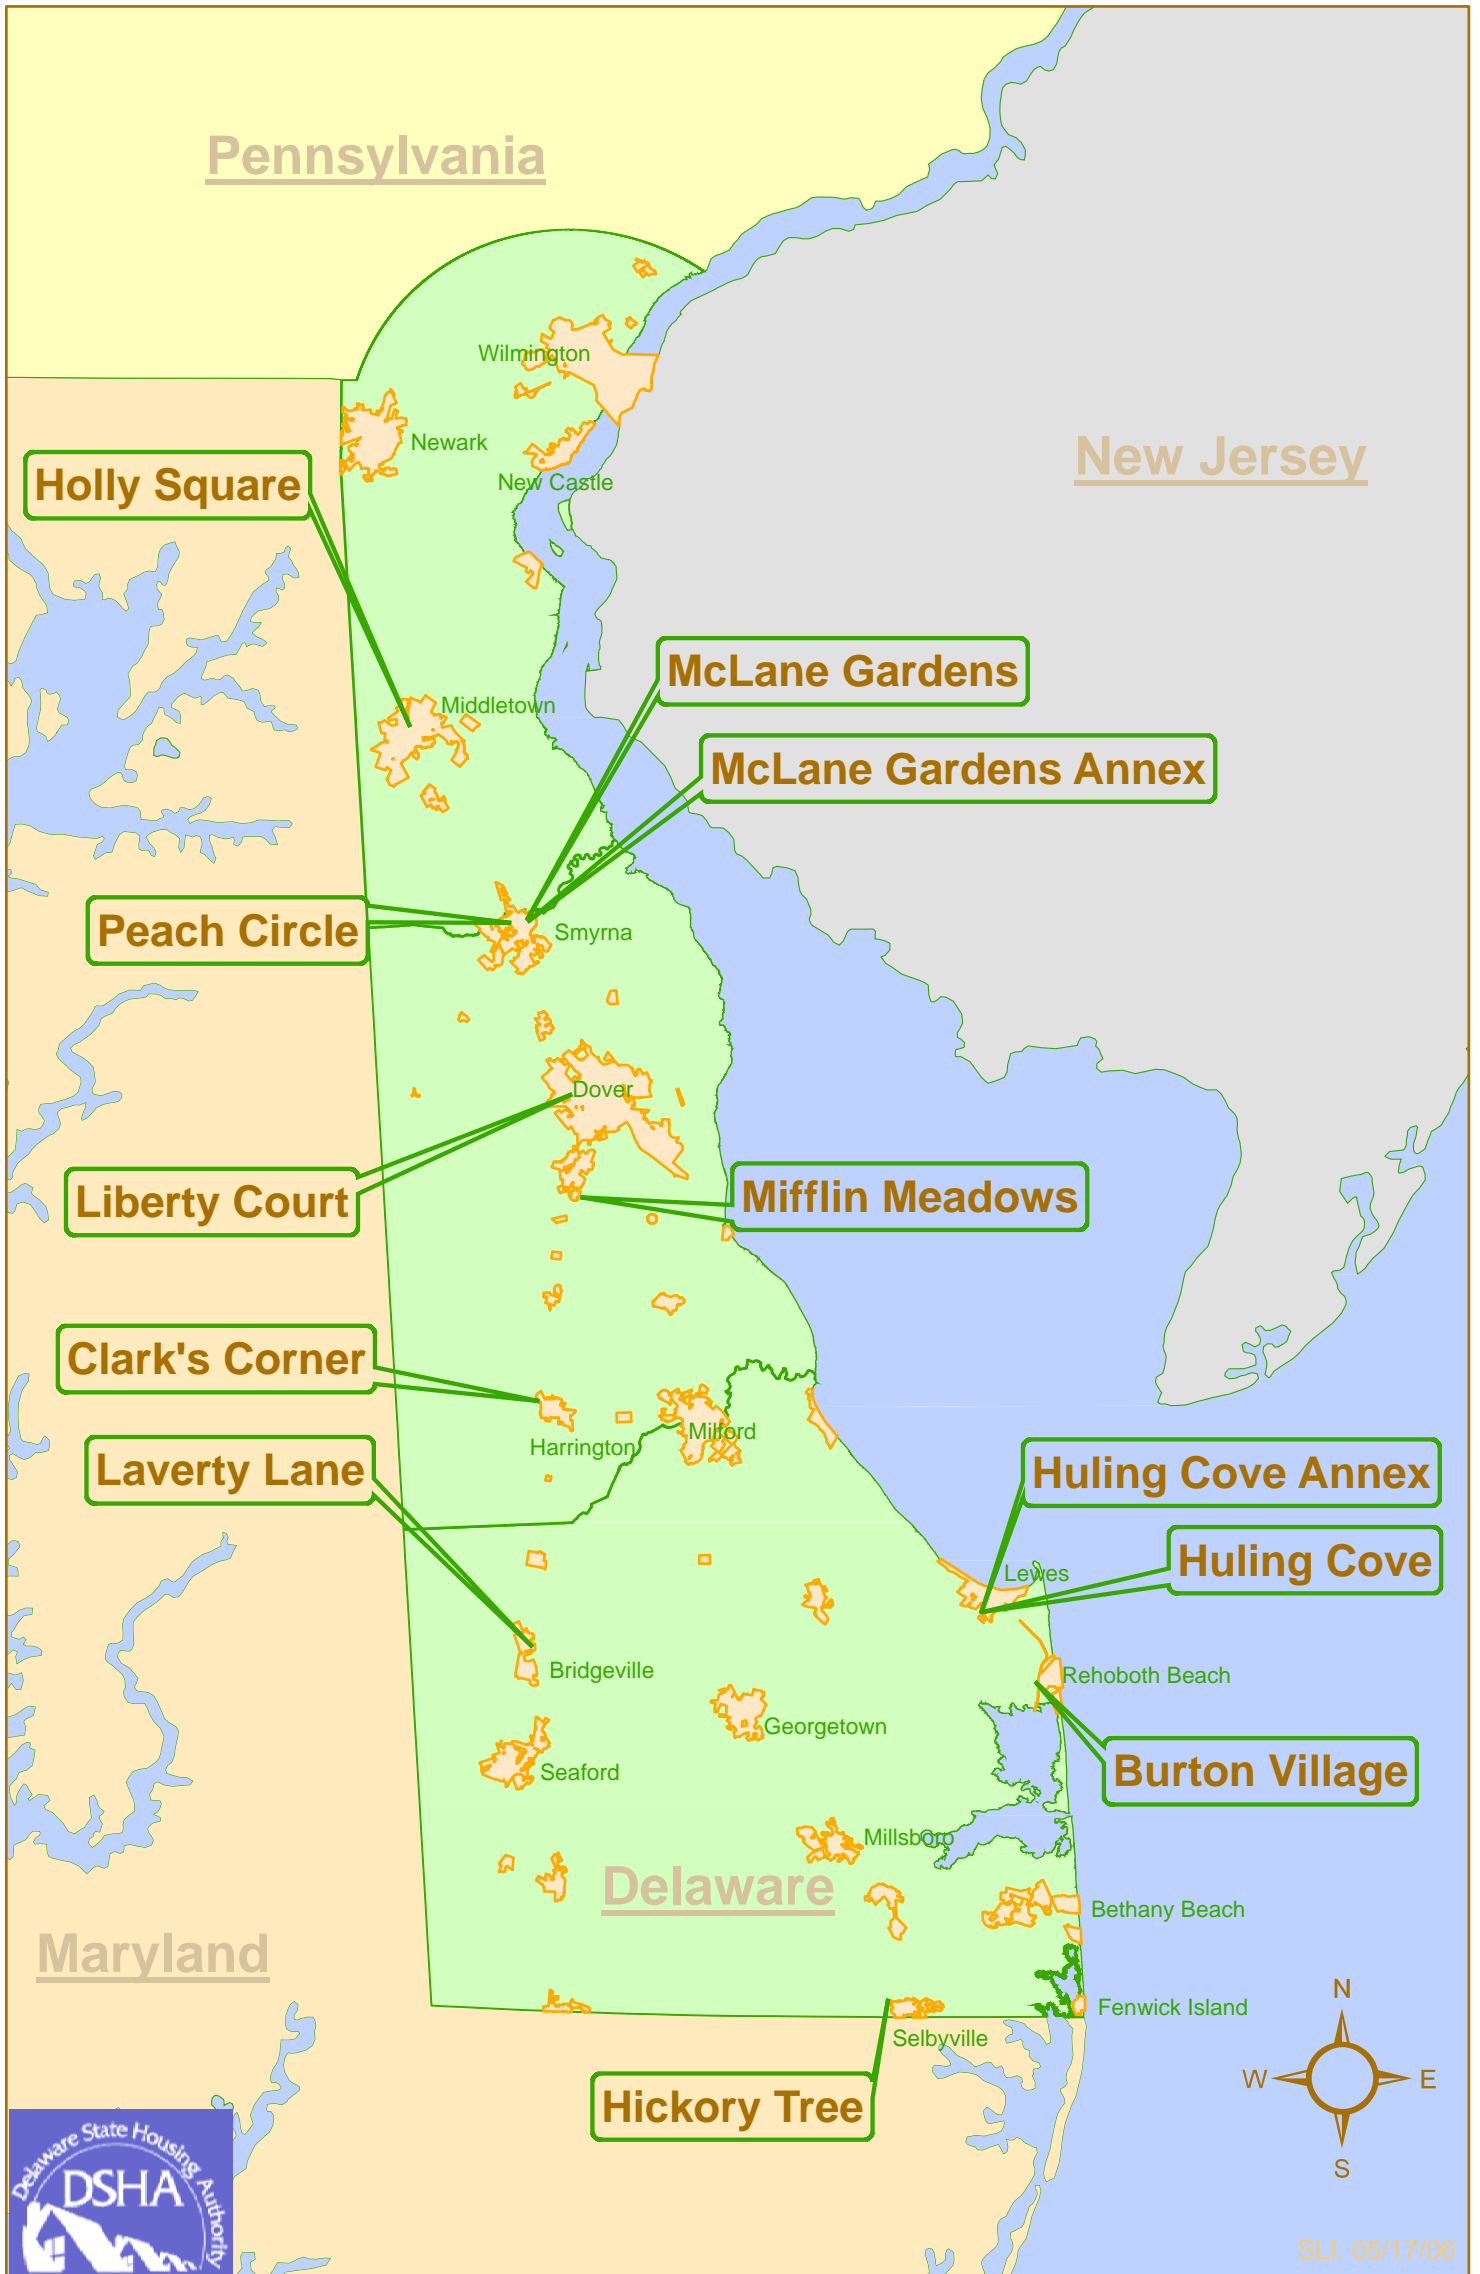 Pennsylvania
Wilmington
Newark
New Jersey
Holly Square
New Castle
McLane Gardens
Middletown
McLane Gardens Annex
Peach Circle
Smyrna
Dover
Liberty Court
Mifflin Meadows
Clark's Corner
Milford
Harrington
Laverty Lane
Huling Cove Annex
Huling Cove
Lewes
Bridgeville
Rehoboth Beach
Georgetown
Seaford
Burton Village
Millsboro
Delaware
Bethany Beach
Maryland
N
Fenwick Island
Selbyville
W
E
Hickory Tree
S
Delaware State Housing Authority
DSHA
SLI: 05/17/06